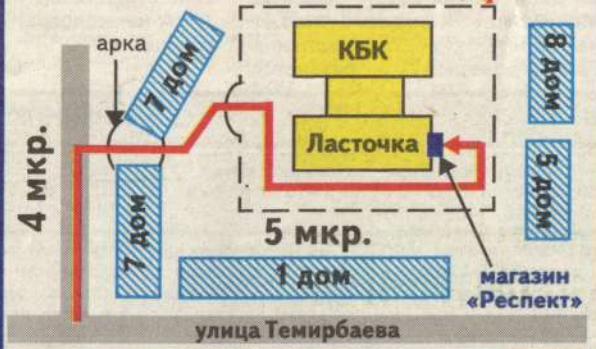 арка
7 дом
КБК
8 дом
Ласточка
4 мкр.
7 дом
5 дом
5 мкр.
1 дом
магазин
«Респект»
улица Темирбаева